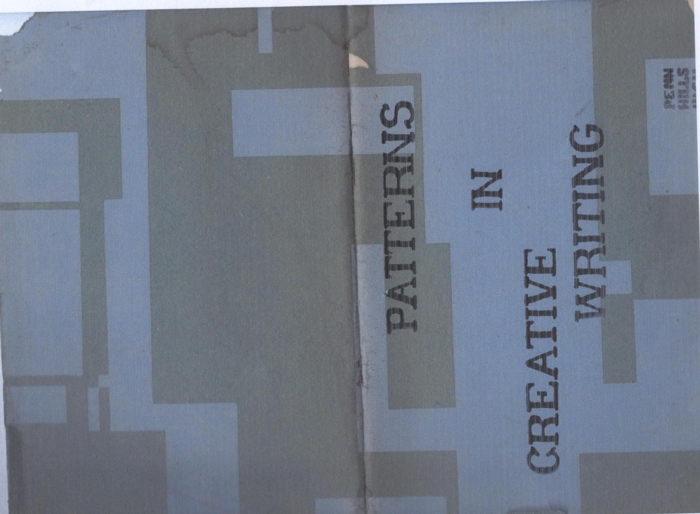 PATTERNS
IN
CREATIVE
WRITING
PENN
HILLS